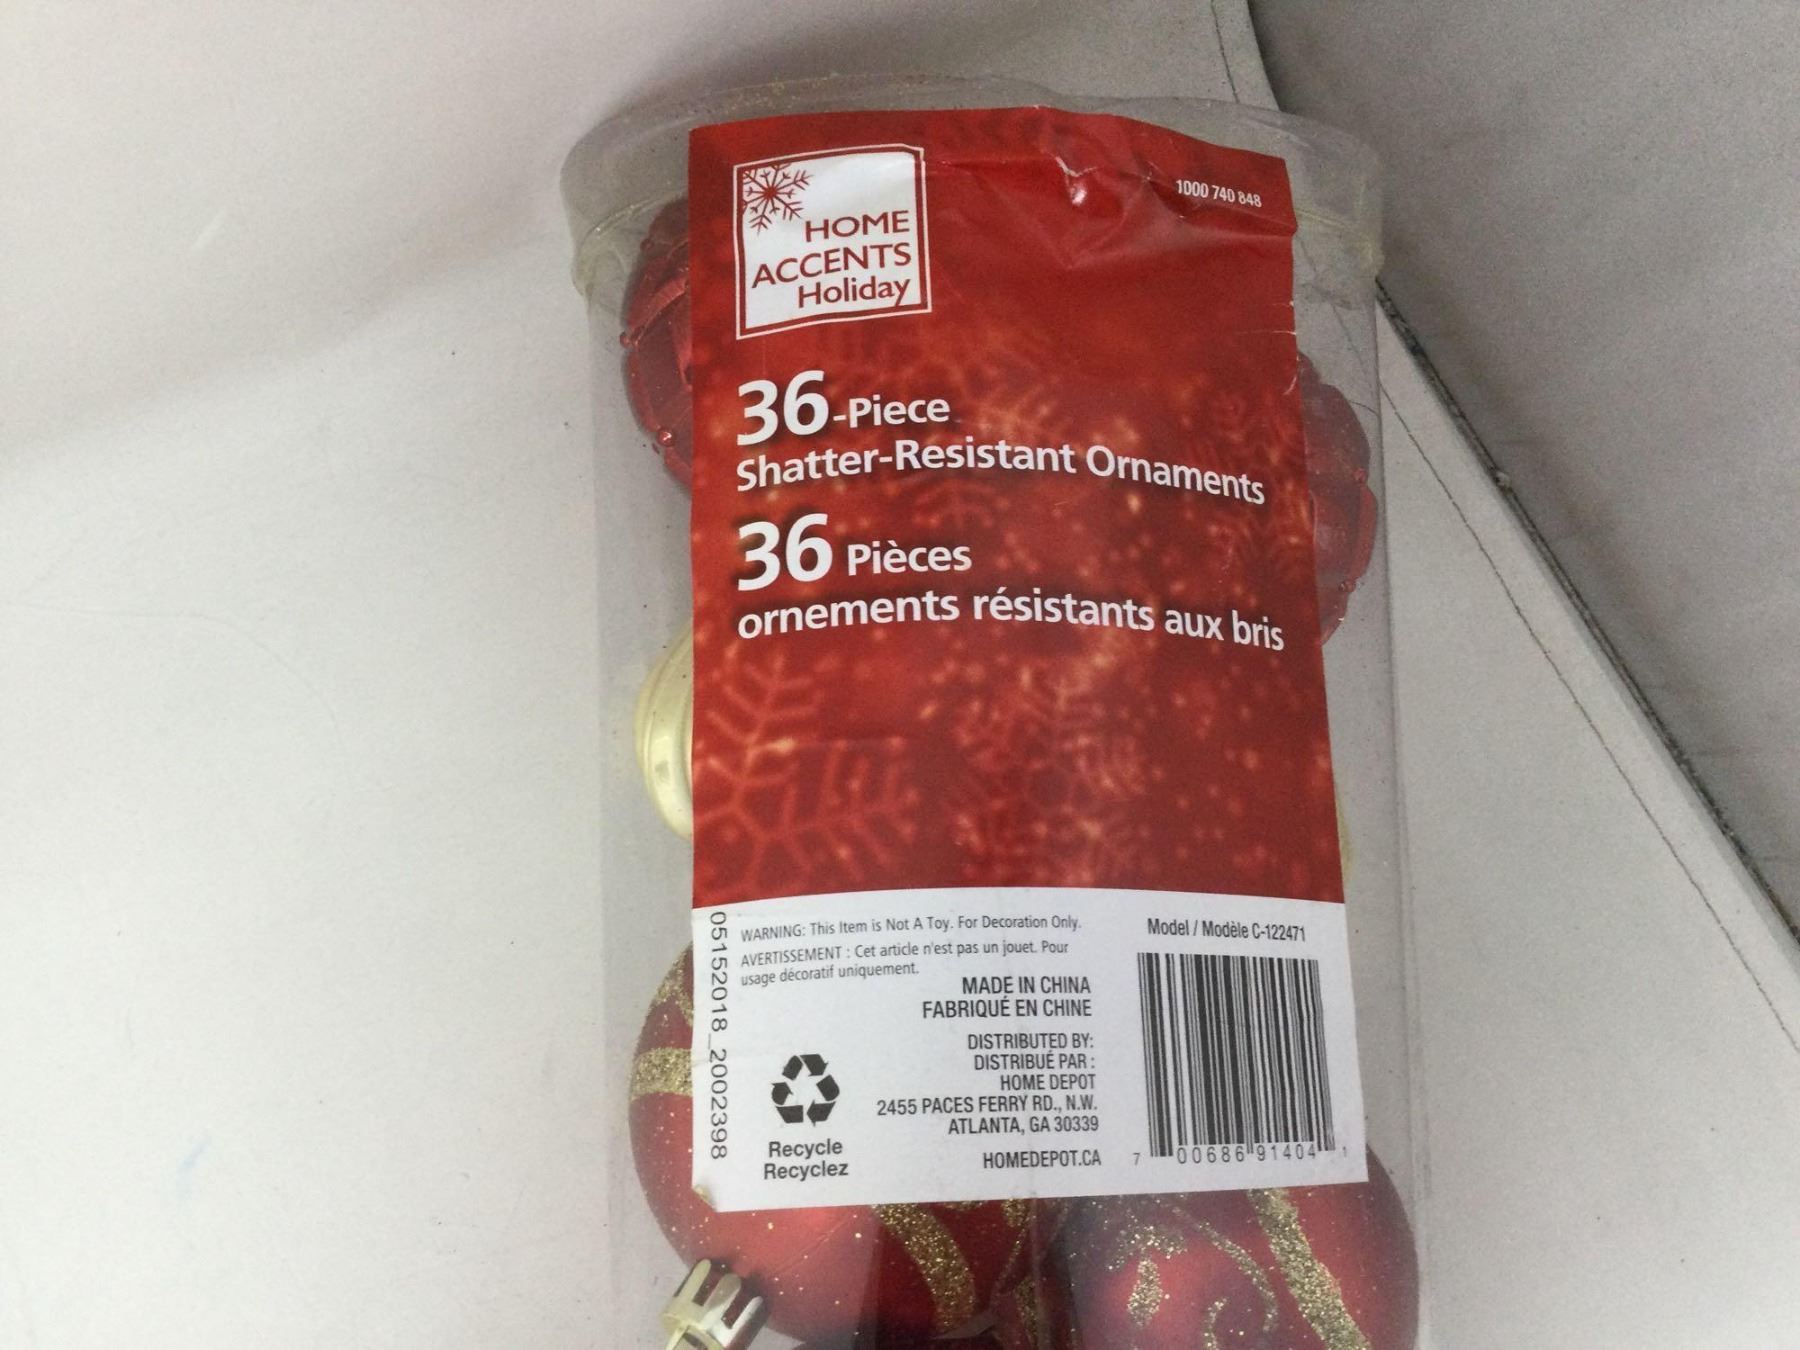 1000 740 848
HOME
ACCENTS
Holiday
36-Piece
Shatter-Resistant Ornaments
36 Pièces
ornements résistants aux bris
05152018_2002398
WARNING: This Item is Not A Toy. For Decoration Only.
AVERTISSEMENT : Cet article n'est pas un jouet. Pour
usage décoratif uniquement.
MADE IN CHINA
FABRIQUÉ EN CHINE
DISTRIBUTED BY:
DISTRIBUÉ PAR :
HOME DEPOT
2455 PACES FERRY RD., N.W.
ATLANTA, GA 30339
HOMEDEPOT.CA
Recycle
Recyclez
Model / Modèle C-122471
7 00686 91404 1